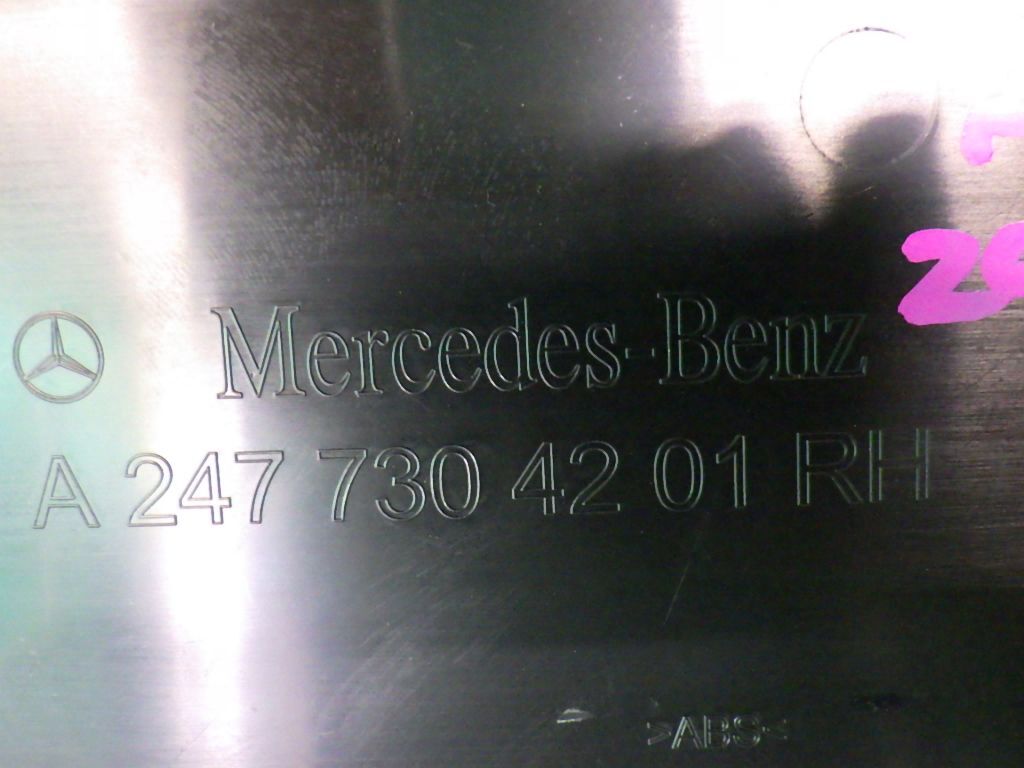 Mercedes-Benz
A 247 730 42 01 RH
>ABS<